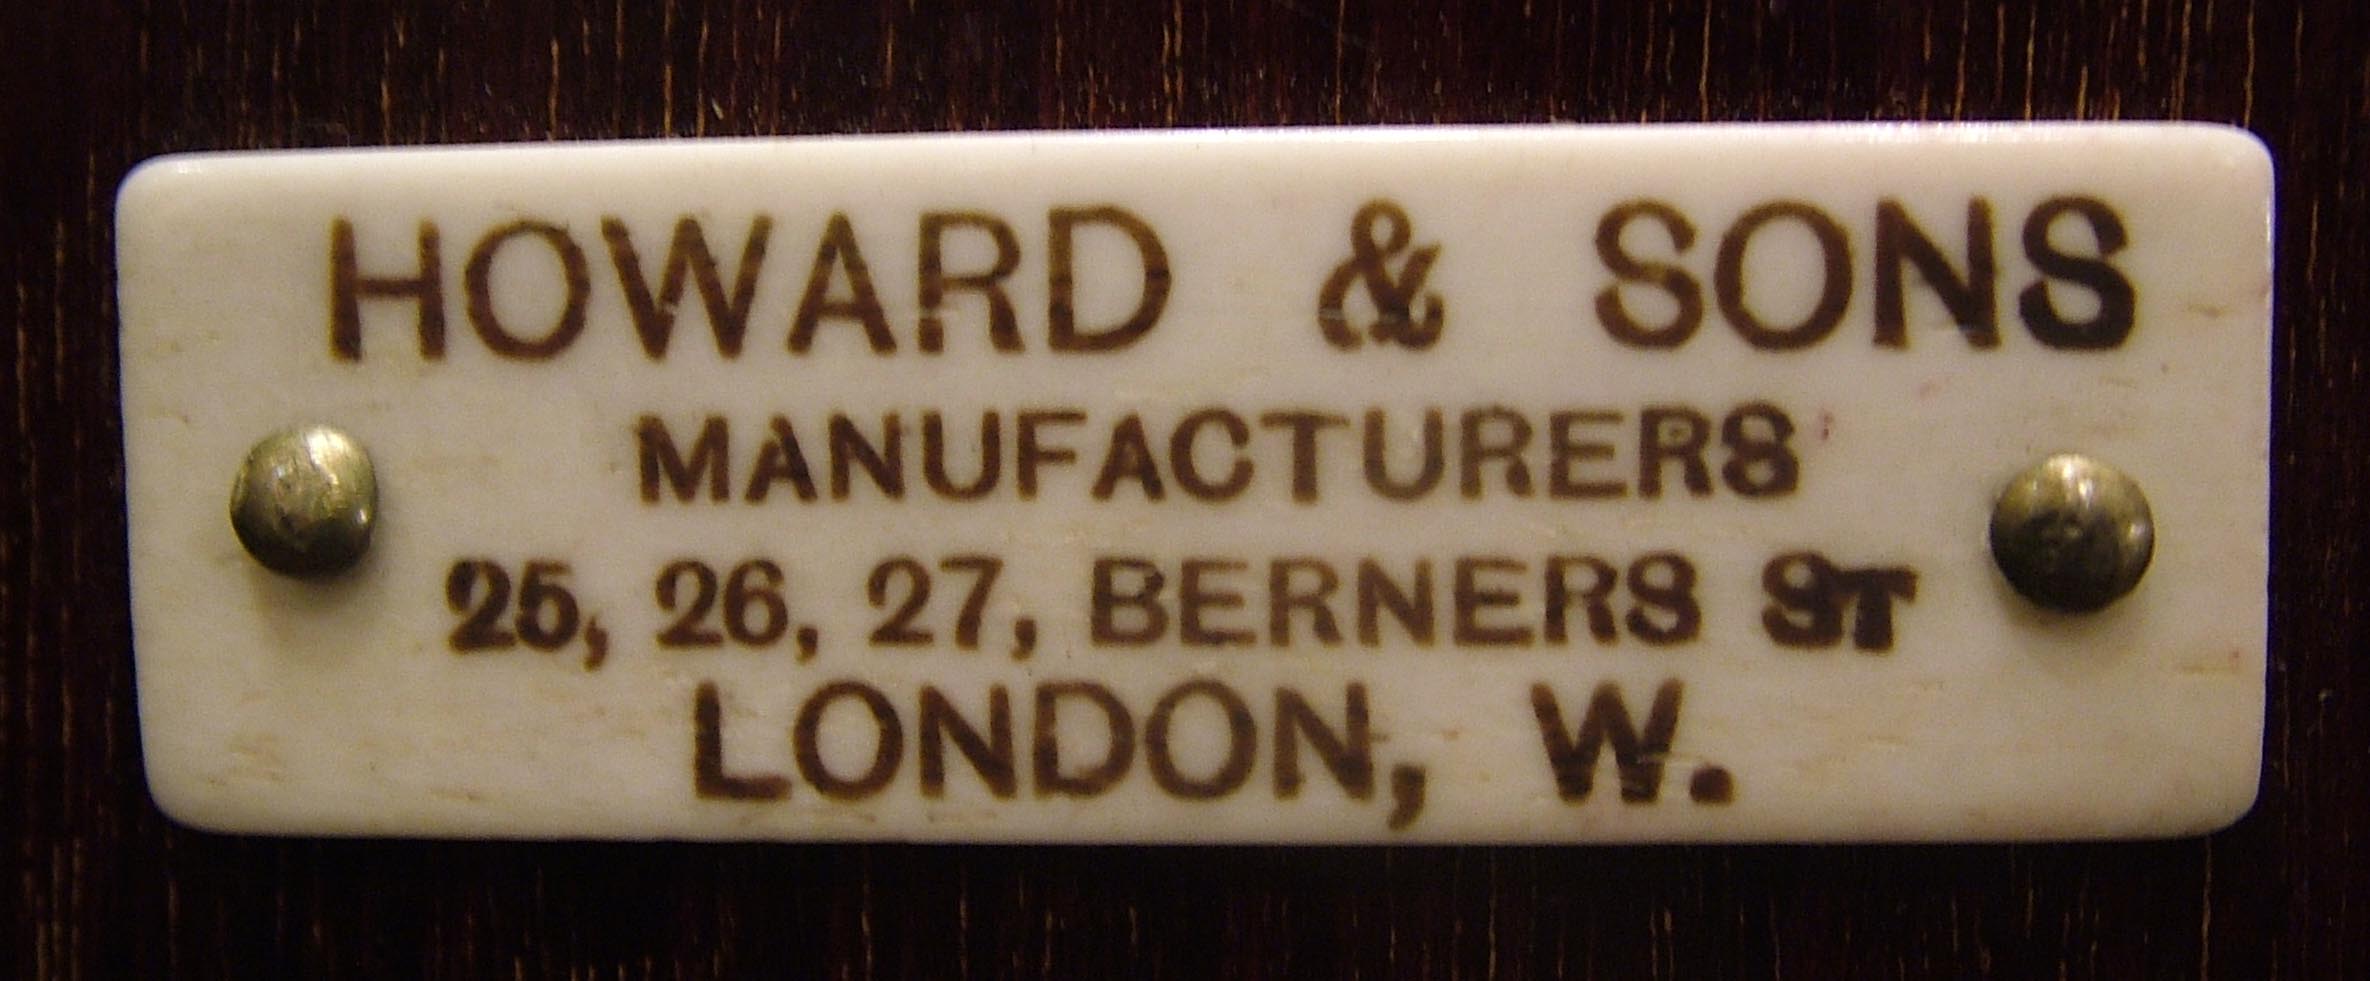 HOWARD & SONS
MANUFACTURERS
25, 26, 27, BERNERS ST
LONDON, W.